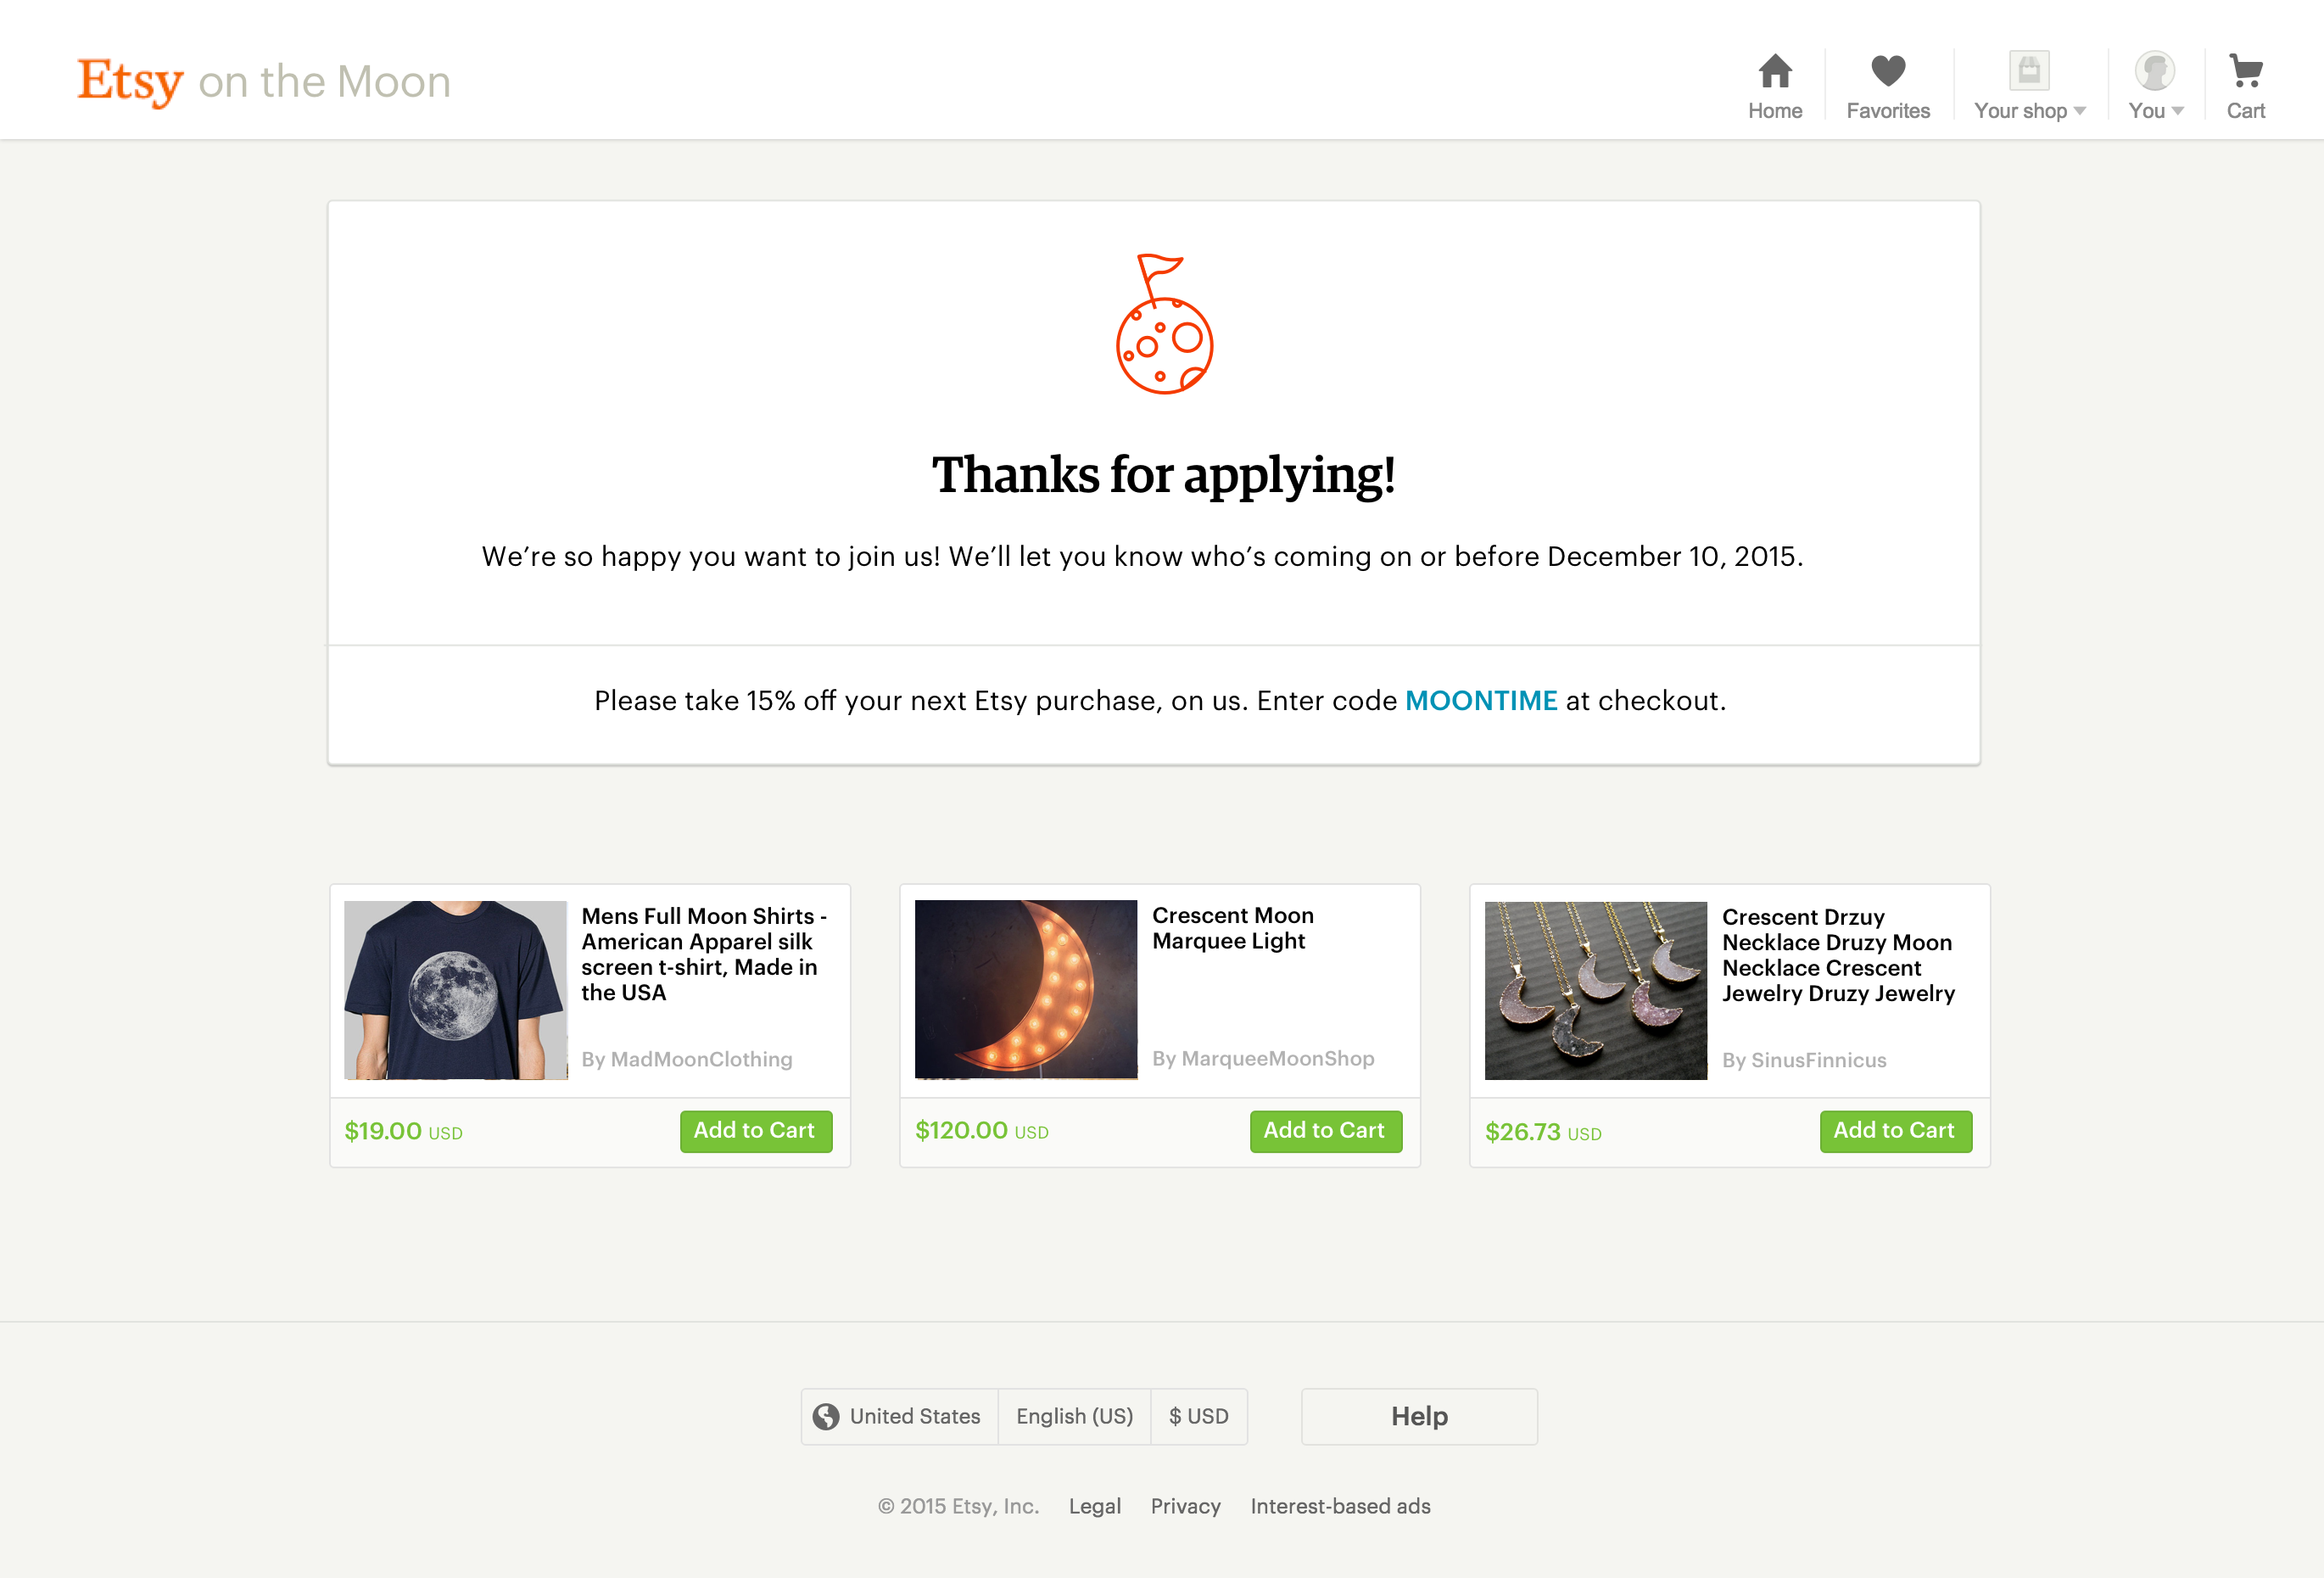 Etsy on the Moon
Home
Favorites
Your shop
You
Cart
Thanks for applying!
We’re so happy you want to join us! We’ll let you know who’s coming on or before December 10, 2015.
Please take 15% off your next Etsy purchase, on us. Enter code MOONTIME at checkout.
Mens Full Moon Shirts -
American Apparel silk
screen t-shirt, Made in
the USA
By MadMoonClothing
$19.00 USD
Add to Cart
Crescent Moon
Marquee Light
By MarqueeMoonShop
$120.00 USD
Add to Cart
Crescent Drzuy
Necklace Druzy Moon
Necklace Crescent
Jewelry Druzy Jewelry
By SinusFinnicus
$26.73 USD
Add to Cart
United States
English (US)
$ USD
Help
© 2015 Etsy, Inc.
Legal
Privacy
Interest-based ads